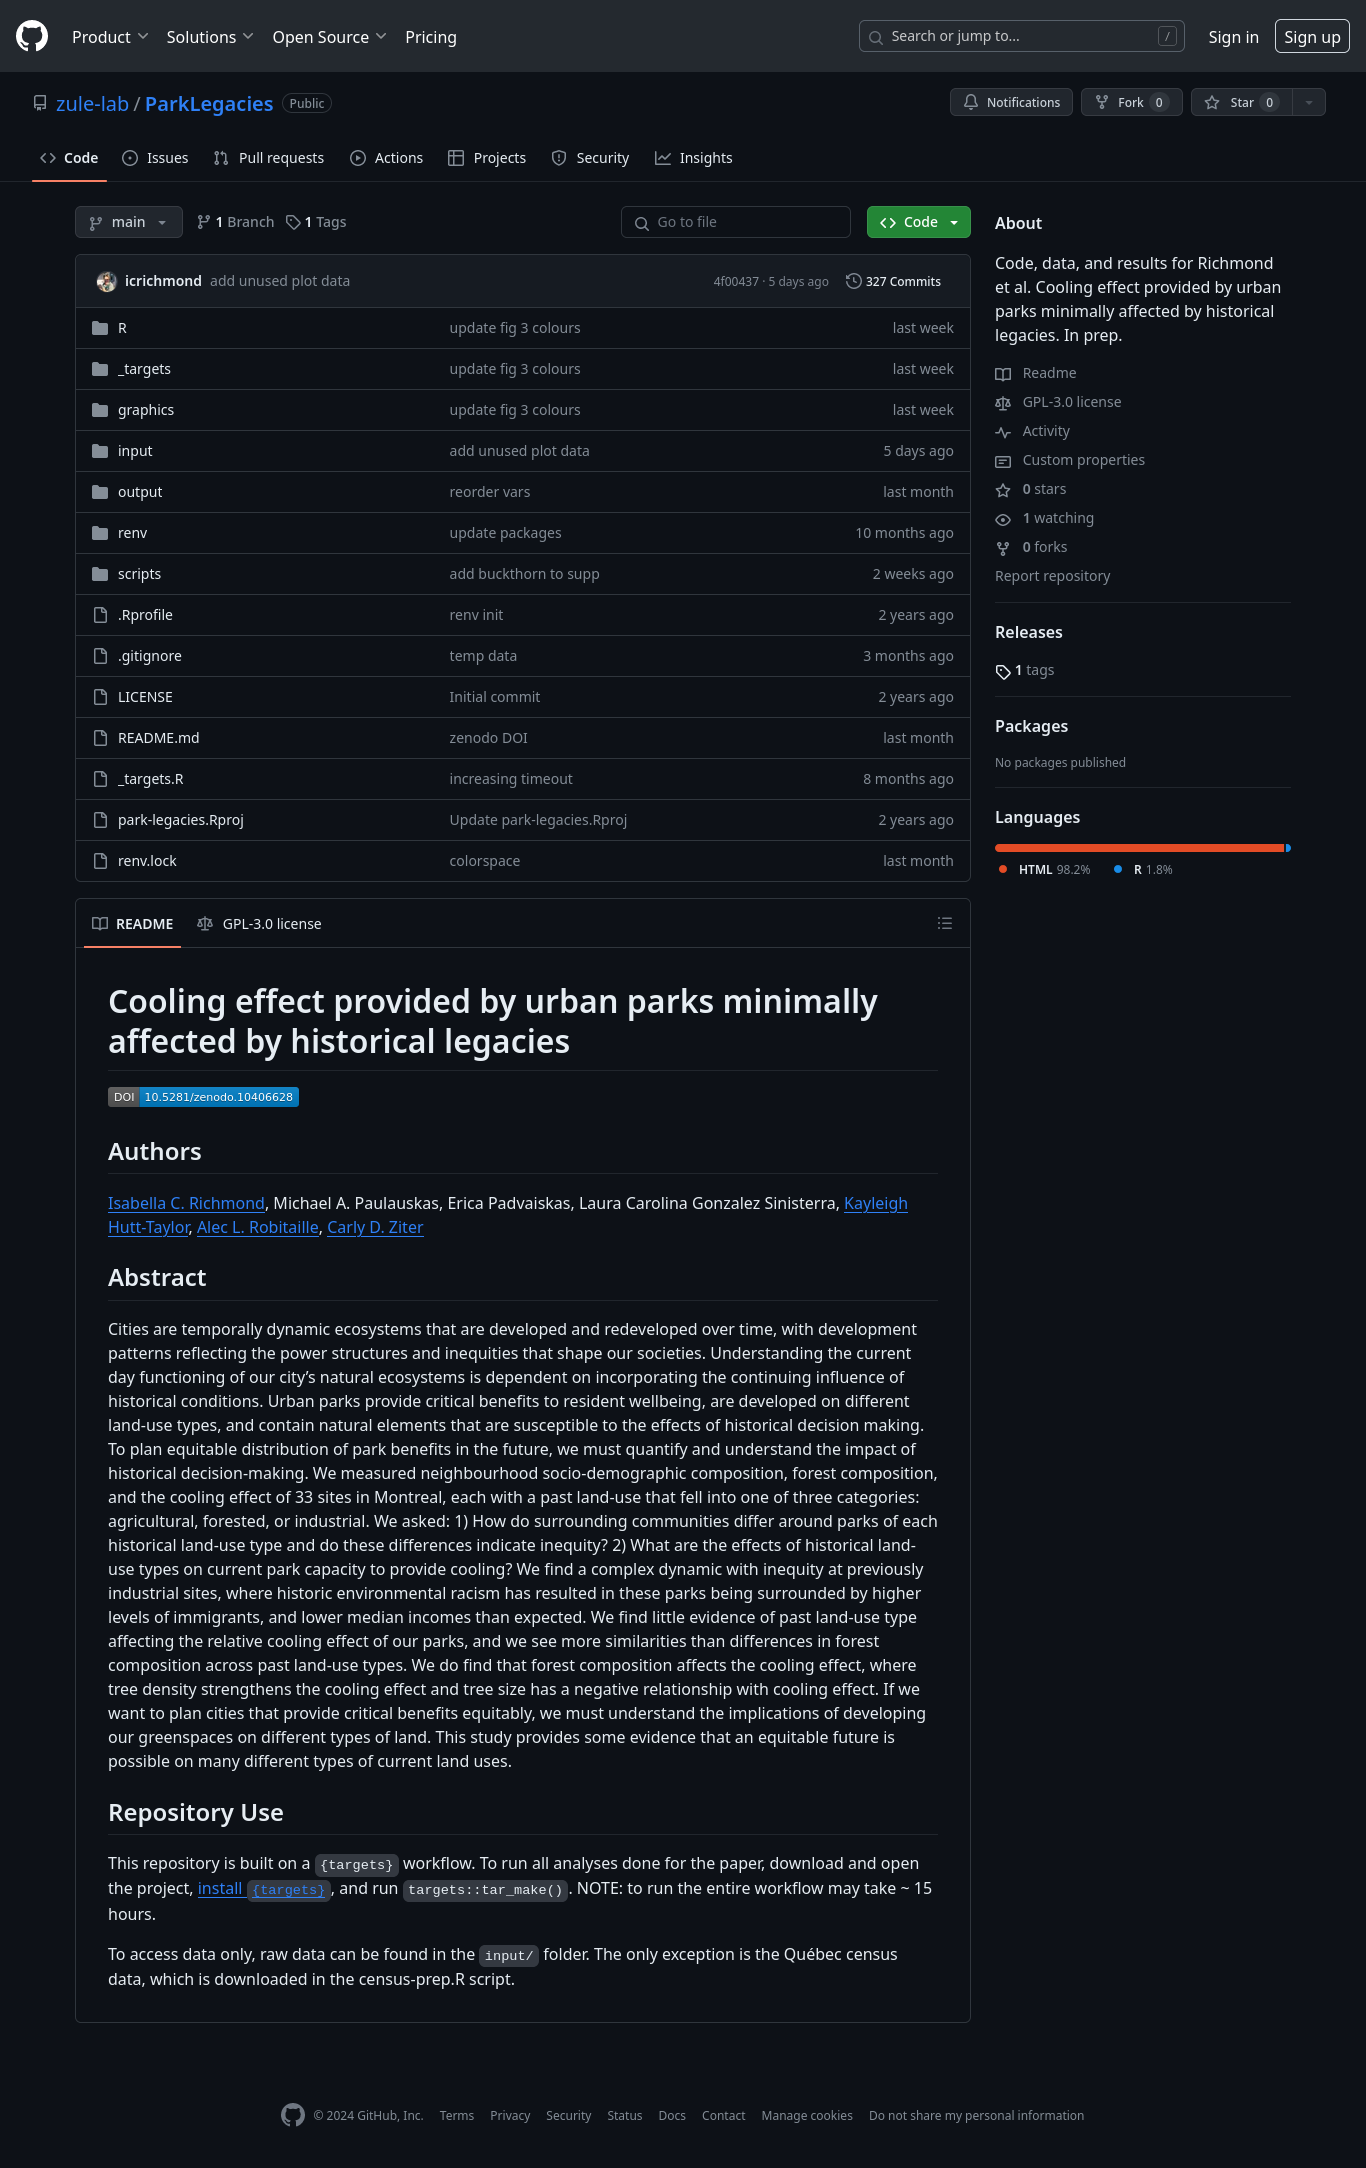 Product Solutions Open Source Pricing Search or jump to... / Sign in Sign up
zule-lab / ParkLegacies Public Notifications Fork 0 Star 0
Code Issues Pull requests Actions Projects Security Insights
main 1 Branch 1 Tags Go to file Code
icrichmond add unused plot data 4f00437 · 5 days ago 327 Commits
R update fig 3 colours last week
_targets update fig 3 colours last week
graphics update fig 3 colours last week
input add unused plot data 5 days ago
output reorder vars last month
renv update packages 10 months ago
scripts add buckthorn to supp 2 weeks ago
.Rprofile renv init 2 years ago
.gitignore temp data 3 months ago
LICENSE Initial commit 2 years ago
README.md zenodo DOI last month
_targets.R increasing timeout 8 months ago
park-legacies.Rproj Update park-legacies.Rproj 2 years ago
renv.lock colorspace last month
README GPL-3.0 license
Cooling effect provided by urban parks minimally
affected by historical legacies
DOI 10.5281/zenodo.10406628
Authors
Isabella C. Richmond, Michael A. Paulauskas, Erica Padvaiskas, Laura Carolina Gonzalez Sinisterra, Kayleigh
Hutt-Taylor, Alec L. Robitaille, Carly D. Ziter
Abstract
Cities are temporally dynamic ecosystems that are developed and redeveloped over time, with development
patterns reflecting the power structures and inequities that shape our societies. Understanding the current
day functioning of our city’s natural ecosystems is dependent on incorporating the continuing influence of
historical conditions. Urban parks provide critical benefits to resident wellbeing, are developed on different
land-use types, and contain natural elements that are susceptible to the effects of historical decision making.
To plan equitable distribution of park benefits in the future, we must quantify and understand the impact of
historical decision-making. We measured neighbourhood socio-demographic composition, forest composition,
and the cooling effect of 33 sites in Montreal, each with a past land-use that fell into one of three categories:
agricultural, forested, or industrial. We asked: 1) How do surrounding communities differ around parks of each
historical land-use type and do these differences indicate inequity? 2) What are the effects of historical land-
use types on current park capacity to provide cooling? We find a complex dynamic with inequity at previously
industrial sites, where historic environmental racism has resulted in these parks being surrounded by higher
levels of immigrants, and lower median incomes than expected. We find little evidence of past land-use type
affecting the relative cooling effect of our parks, and we see more similarities than differences in forest
composition across past land-use types. We do find that forest composition affects the cooling effect, where
tree density strengthens the cooling effect and tree size has a negative relationship with cooling effect. If we
want to plan cities that provide critical benefits equitably, we must understand the implications of developing
our greenspaces on different types of land. This study provides some evidence that an equitable future is
possible on many different types of current land uses.
Repository Use
This repository is built on a {targets} workflow. To run all analyses done for the paper, download and open
the project, install {targets}, and run targets::tar_make(). NOTE: to run the entire workflow may take ~ 15
hours.
To access data only, raw data can be found in the input/ folder. The only exception is the Québec census
data, which is downloaded in the census-prep.R script.
About
Code, data, and results for Richmond
et al. Cooling effect provided by urban
parks minimally affected by historical
legacies. In prep.
Readme
GPL-3.0 license
Activity
Custom properties
0 stars
1 watching
0 forks
Report repository
Releases
1 tags
Packages
No packages published
Languages
HTML 98.2% R 1.8%
© 2024 GitHub, Inc. Terms Privacy Security Status Docs Contact Manage cookies Do not share my personal information